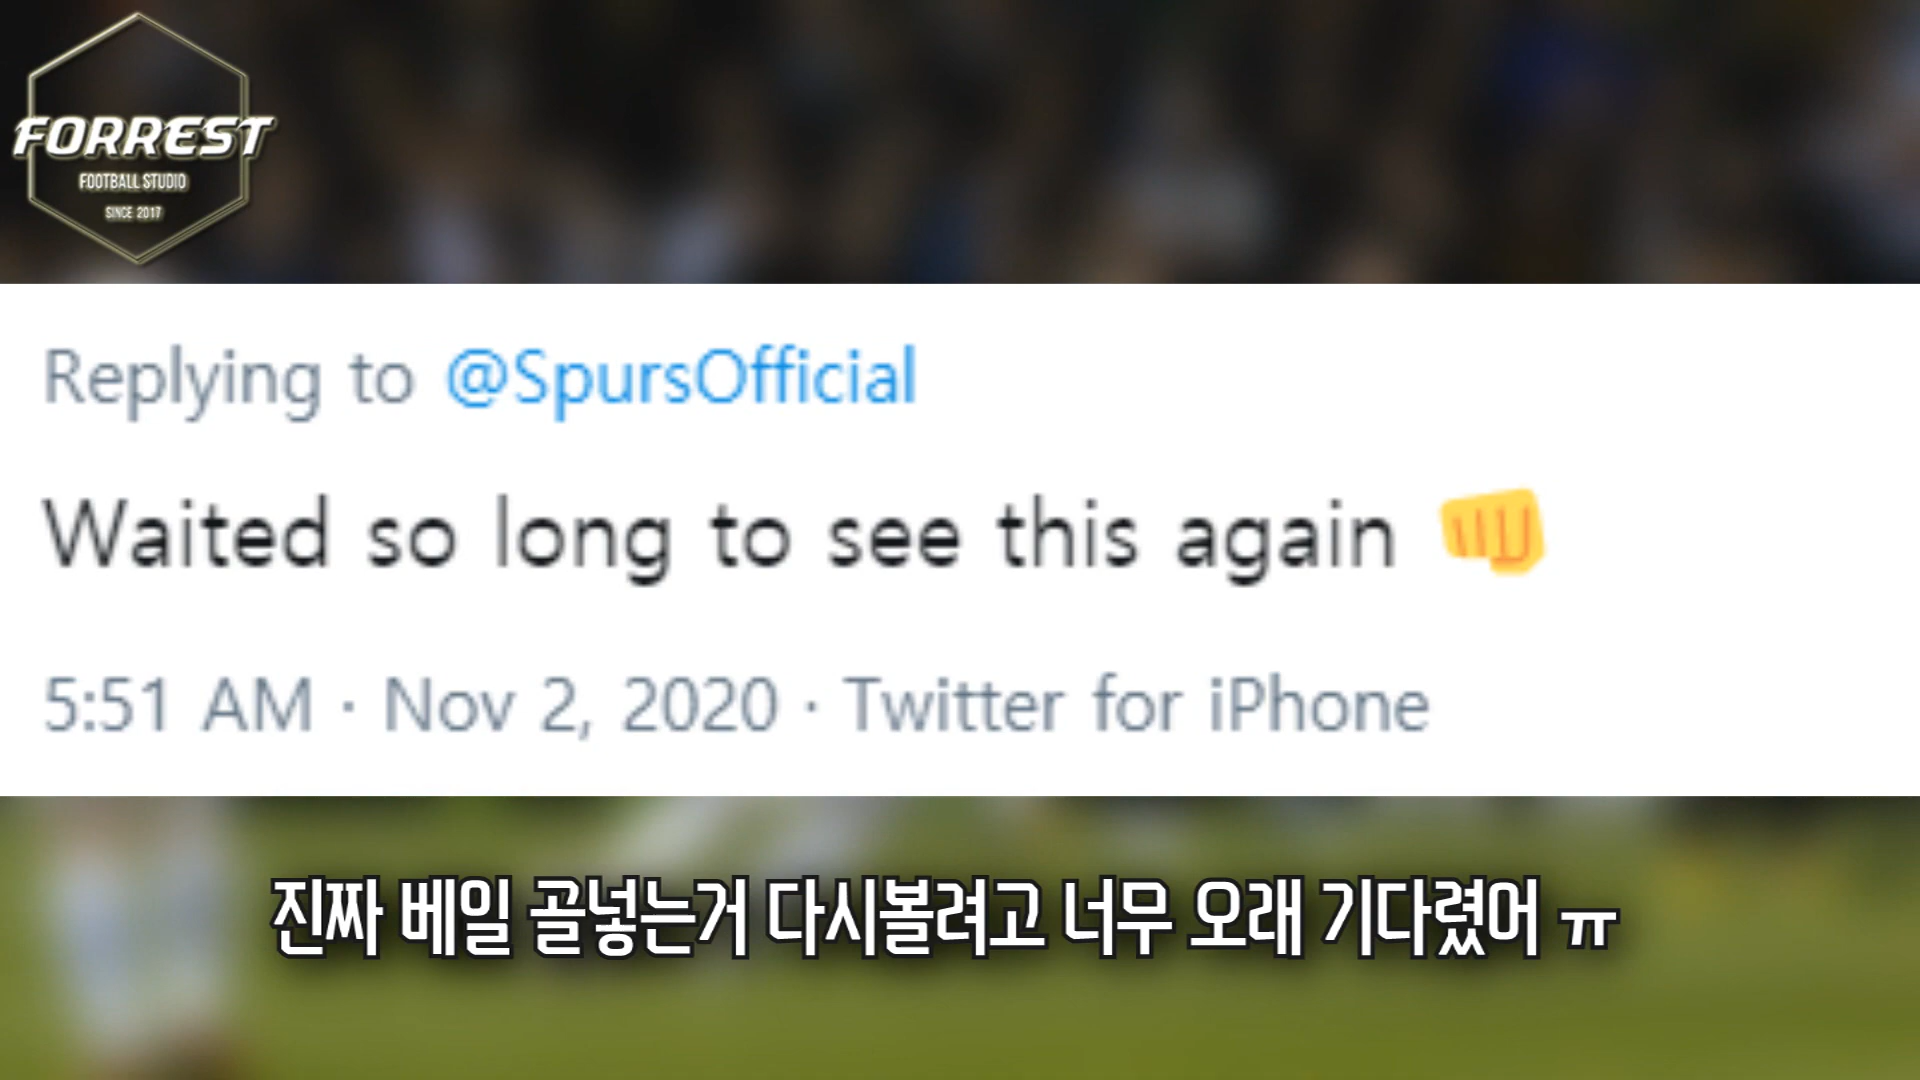 FORREST
FOOTBALL STUDIO
SINCE 2017
Replying to @SpursOfficial
Waited so long to see this again 👊
5:51 AM · Nov 2, 2020 · Twitter for iPhone
진짜 베일 골넣는거 다시볼려고 너무 오래 기다렸어 ㅠ